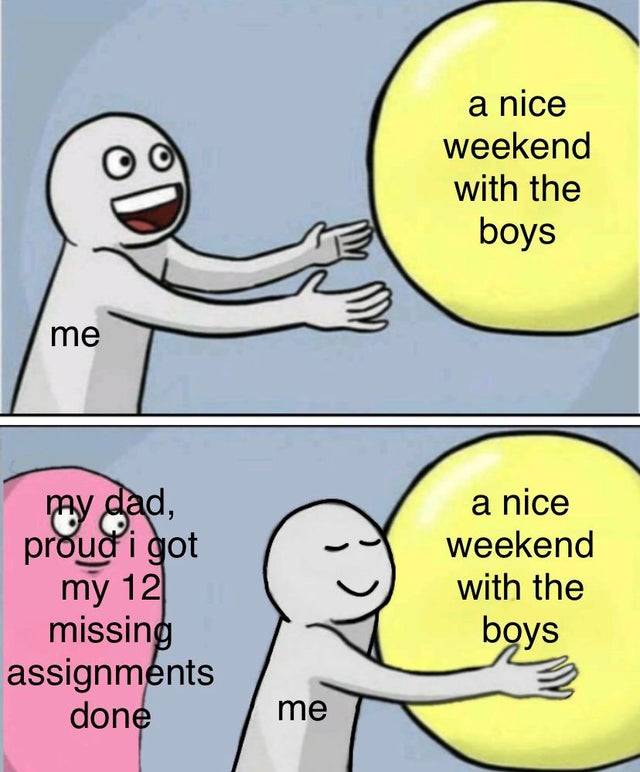 a nice
weekend
with the
boys
me
my dad,
proud i got
my 12
missing
assignments
done
a nice
weekend
with the
boys
me